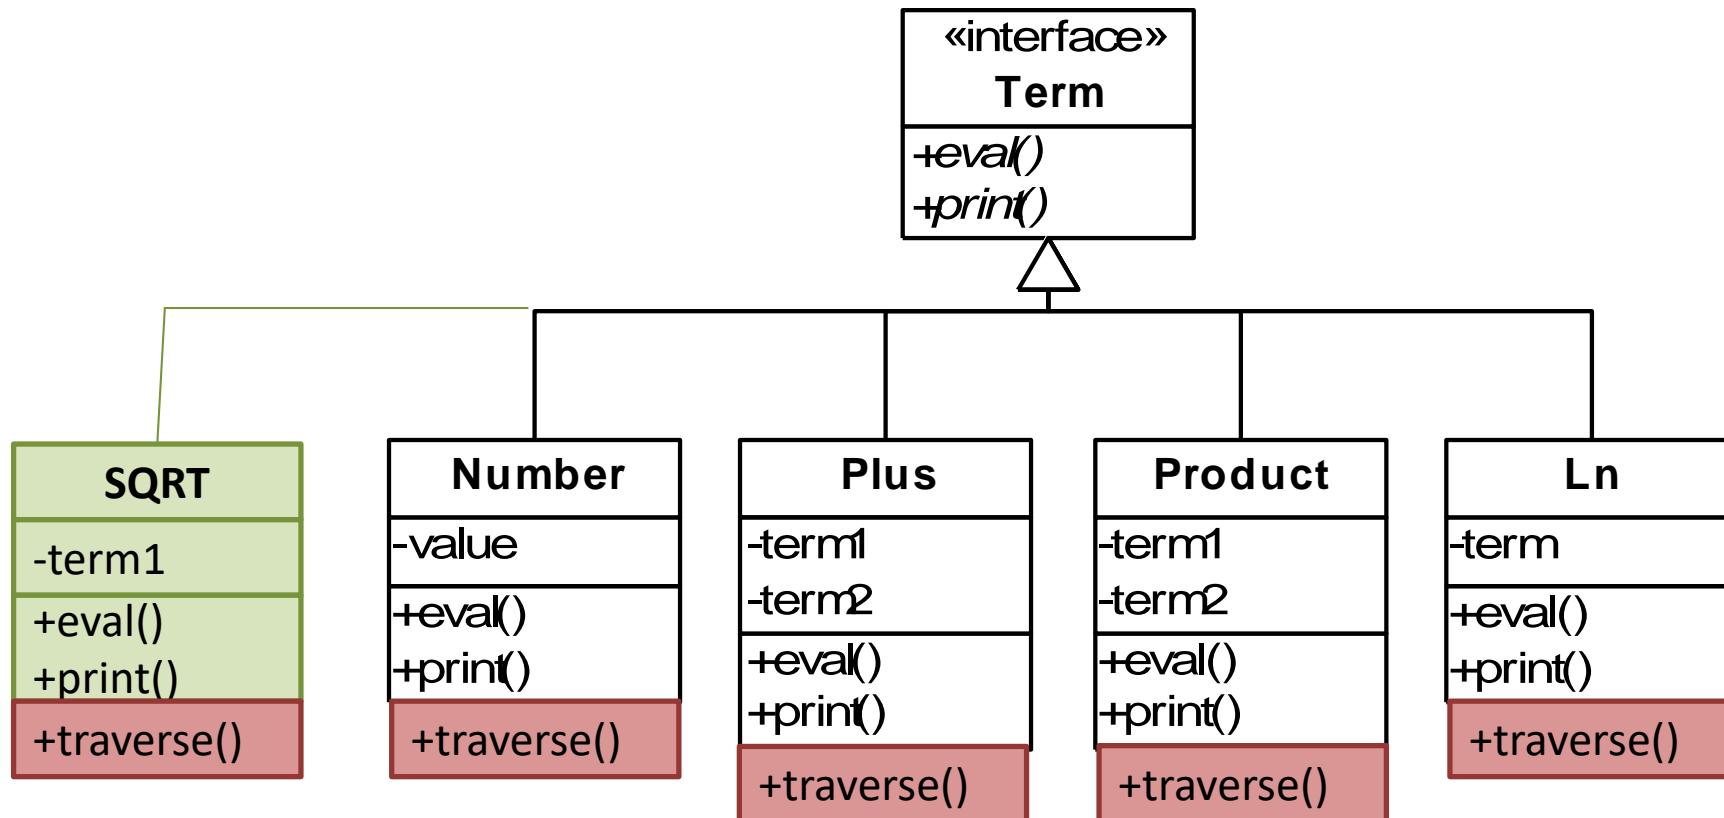 «interface»
Term
+eval()
+print()
SQRT
-term1
+eval()
+print()
+traverse()
Number
-value
+eval()
+print()
+traverse()
Plus
-term1
-term2
+eval()
+print()
+traverse()
Product
-term1
-term2
+eval()
+print()
+traverse()
Ln
-term
+eval()
+print()
+traverse()